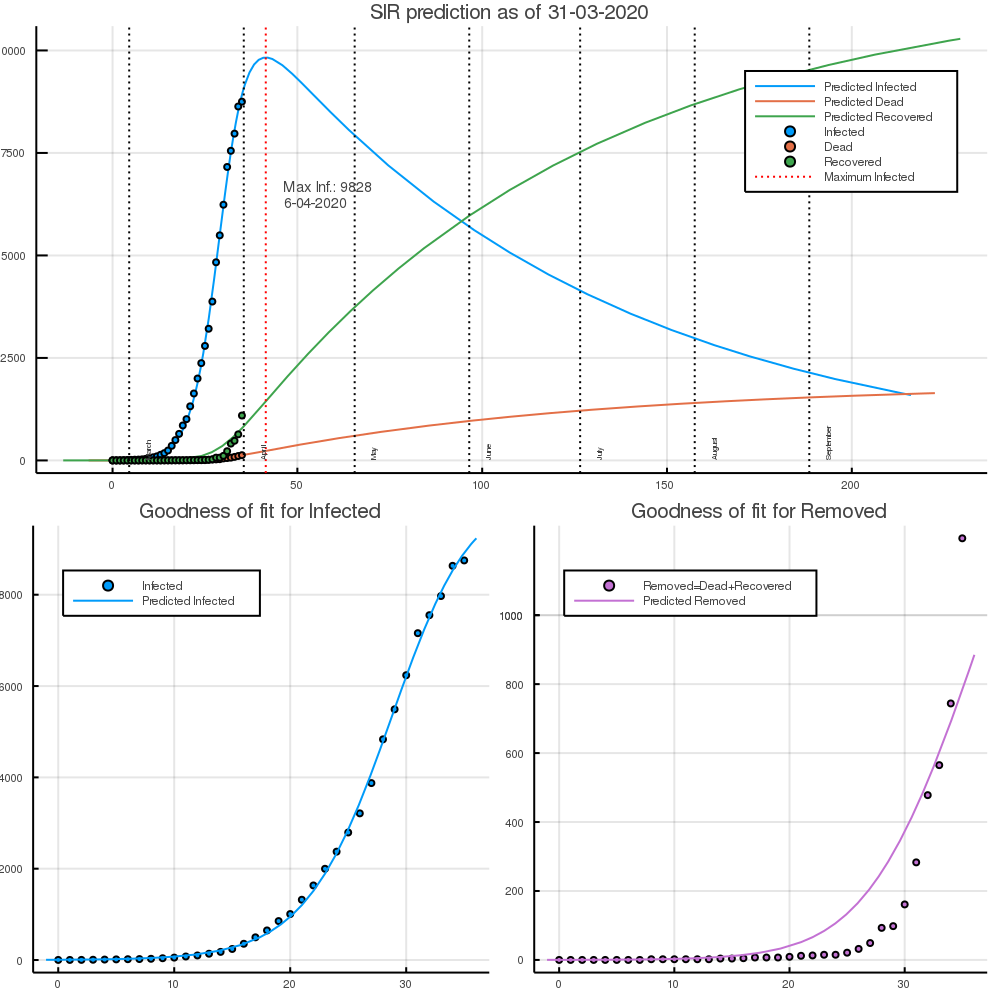 SIR prediction as of 31-03-2020
0000
7500
5000
2500
0
Predicted Infected
Predicted Dead
Predicted Recovered
Infected
Dead
Recovered
Maximum Infected
Max Inf.: 9828
6-04-2020
arch
April
May
June
July
August
September
0 50 100 150 200
Goodness of fit for Infected
Infected
Predicted Infected
8000
6000
4000
2000
0
0 10 20 30
Goodness of fit for Removed
Removed=Dead+Recovered
Predicted Removed
1000
800
600
400
200
0
0 10 20 30